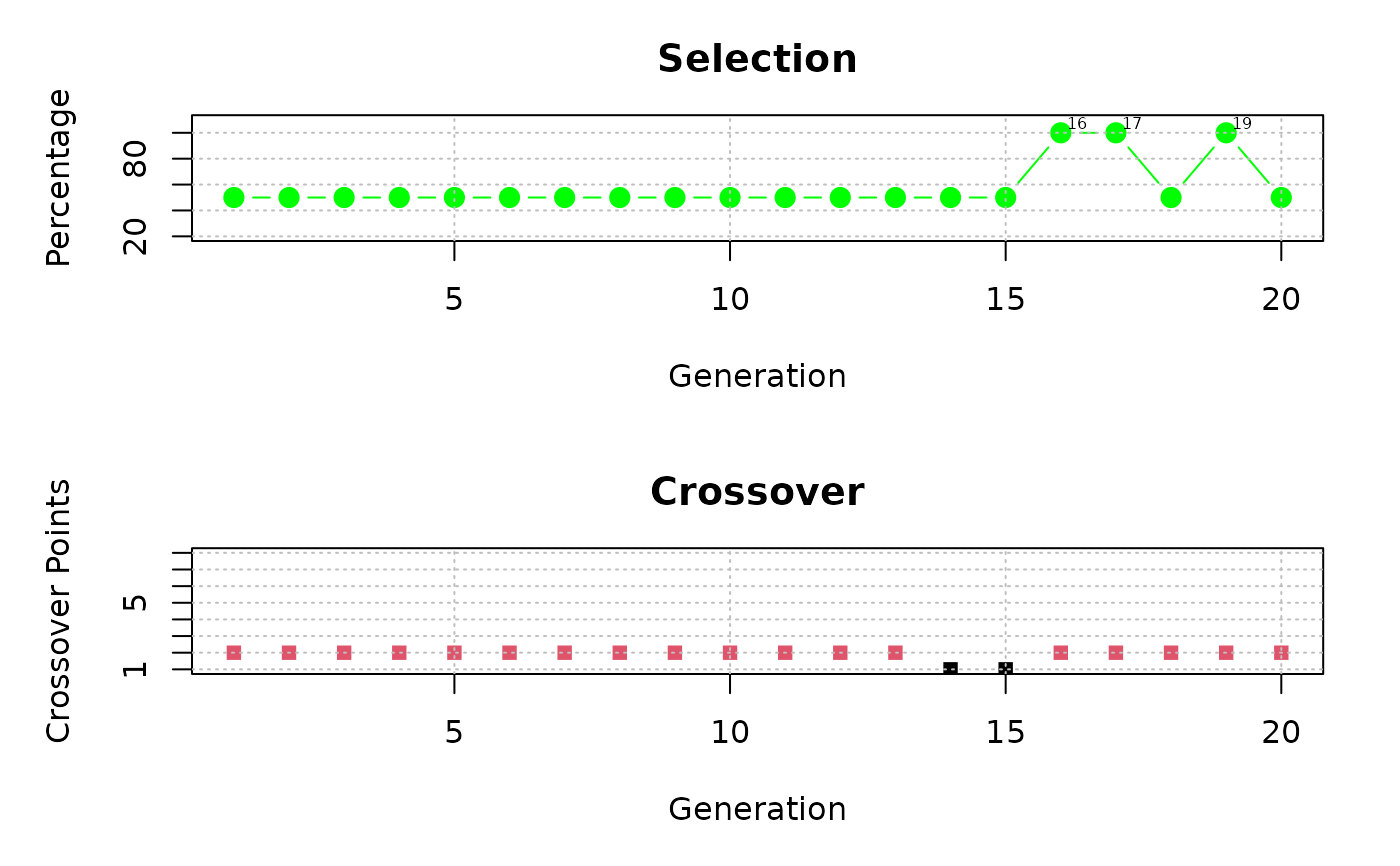 Selection
Percentage
80
20
16 17 19
5 10 15 20
Generation
Crossover
Crossover Points
5
1
5 10 15 20
Generation